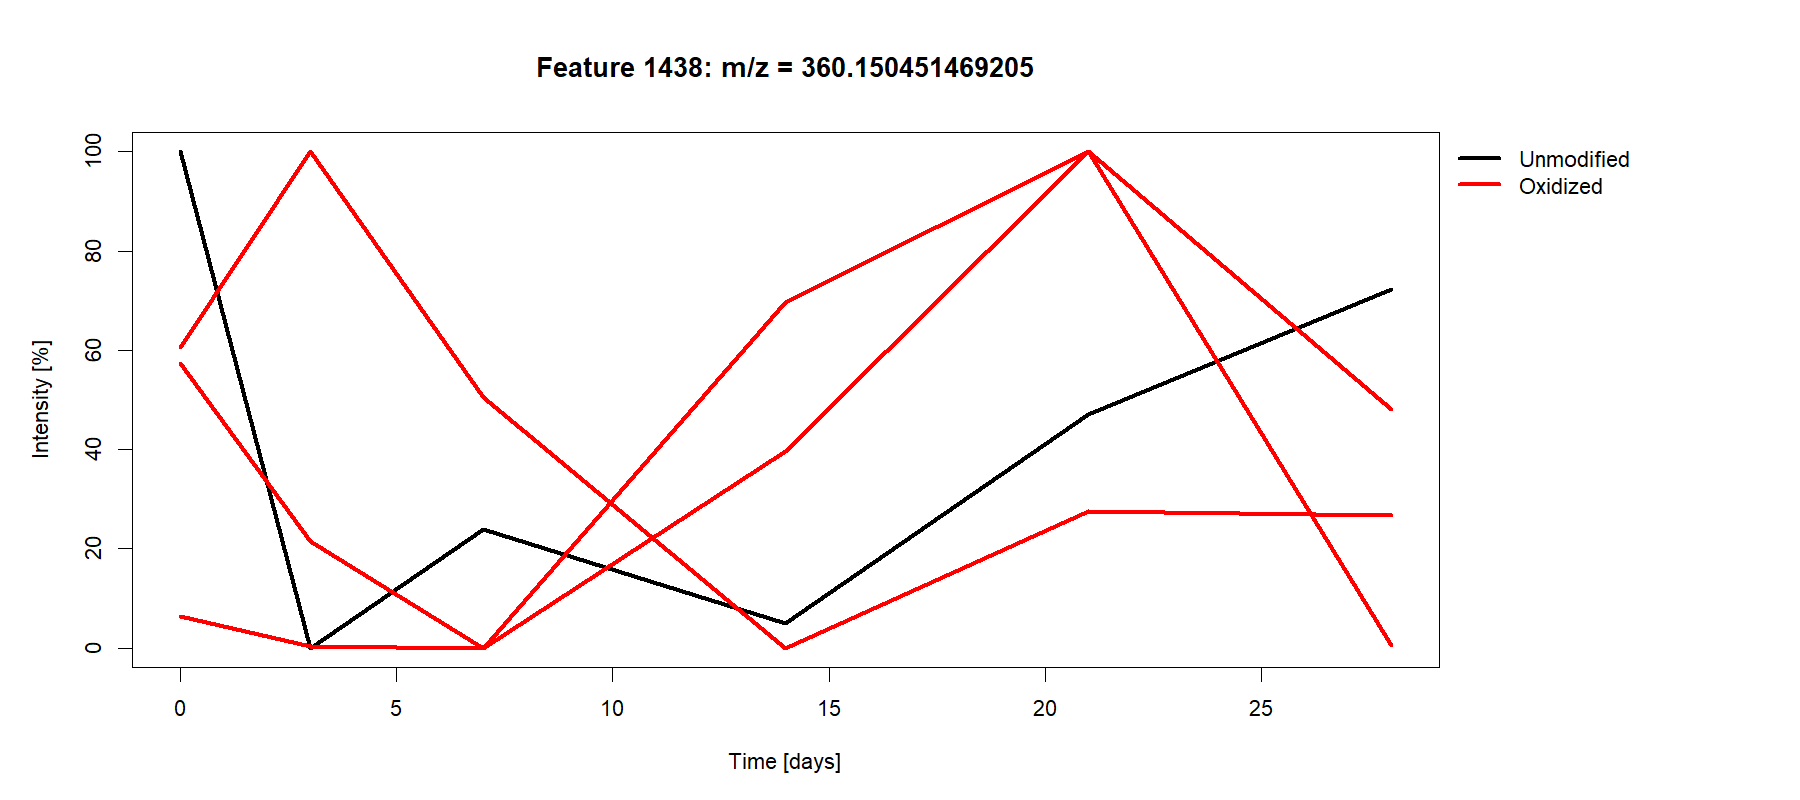 Feature 1438: m/z = 360.150451469205
Unmodified
Oxidized
Intensity [%]
100
80
60
40
20
0
0 5 10 15 20 25
Time [days]